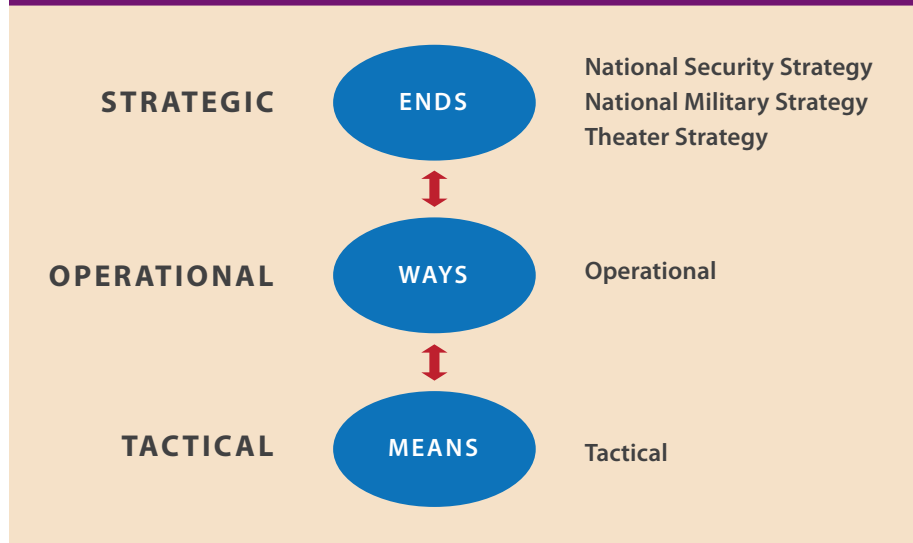 STRATEGIC
ENDS
National Security Strategy
National Military Strategy
Theater Strategy
OPERATIONAL
WAYS
Operational
TACTICAL
MEANS
Tactical